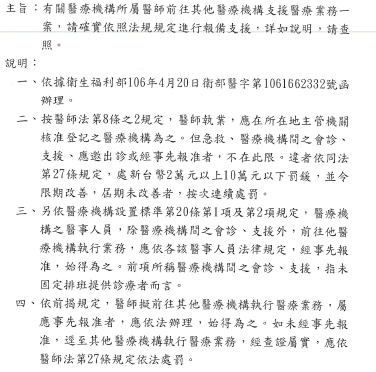 主旨：有關醫療機構所屬醫師前往其他醫療機構支援醫療業務一
案，請確實依照法規規定進行報備支援，詳如說明，請查
照。
說明：
一、依據衛生福利部106年4月20日衛部醫字第1061662332號函
辦理。
二、按醫師法第8條之2規定，醫師執業，應在所在地主管機關
核准登記之醫療機構為之。但急救、醫療機構間之會診、
支援、應邀出診或經事先報准者，不在此限。違者依同法
第27條規定，處新台幣2萬元以上10萬元以下罰鍰，並令
限期改善，屆期未改善者，按次連續處罰。
三、另依醫療機構設置標準第20條第1項及第2項規定，醫療機
構之醫事人員，除醫療機構間之會診、支援外，前往他醫
療機構執行業務，應依各該醫事人員法律規定，經事先報
准，始得為之。前項所稱醫療機構間之會診、支援，指未
固定排班提供診療者而言。
四、依前揭規定，醫師擬前往其他醫療機構執行醫療業務，屬
應事先報准者，應依法辦理，始得為之。如未經事先報
准，逕至其他醫療機構執行醫療業務，經查證屬實，應依
醫師法第27條規定依法處罰。